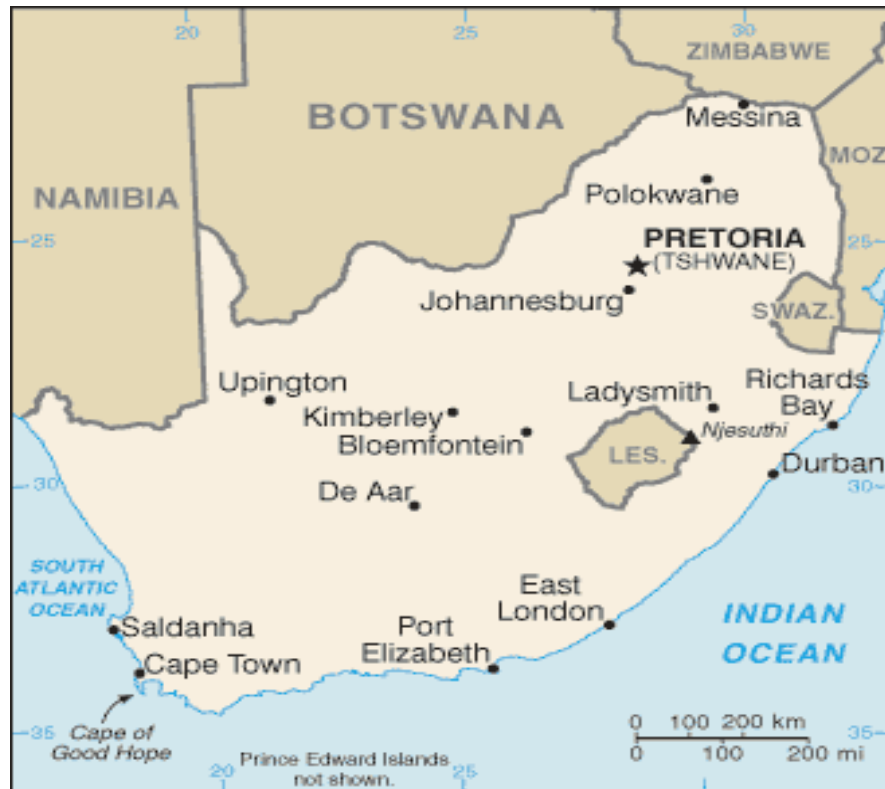 20
25
30
ZIMBABWE
BOTSWANA
Messina
MOZ.
NAMIBIA
Polokwane
25
PRETORIA
25
(TSHWANE)
Johannesburg
SWAZ.
Upington
Ladysmith
Richards
Bay
Kimberley
Bloemfontein
Njesuthi
LES.
Durban
De Aar
30
30
SOUTH
ATLANTIC
OCEAN
East
London
INDIAN
OCEAN
Saldanha
Port
Elizabeth
Cape Town
Cape of
Good Hope
0 100 200 km
0 100 200 mi
35
35
Prince Edward Islands
not shown.
20
25